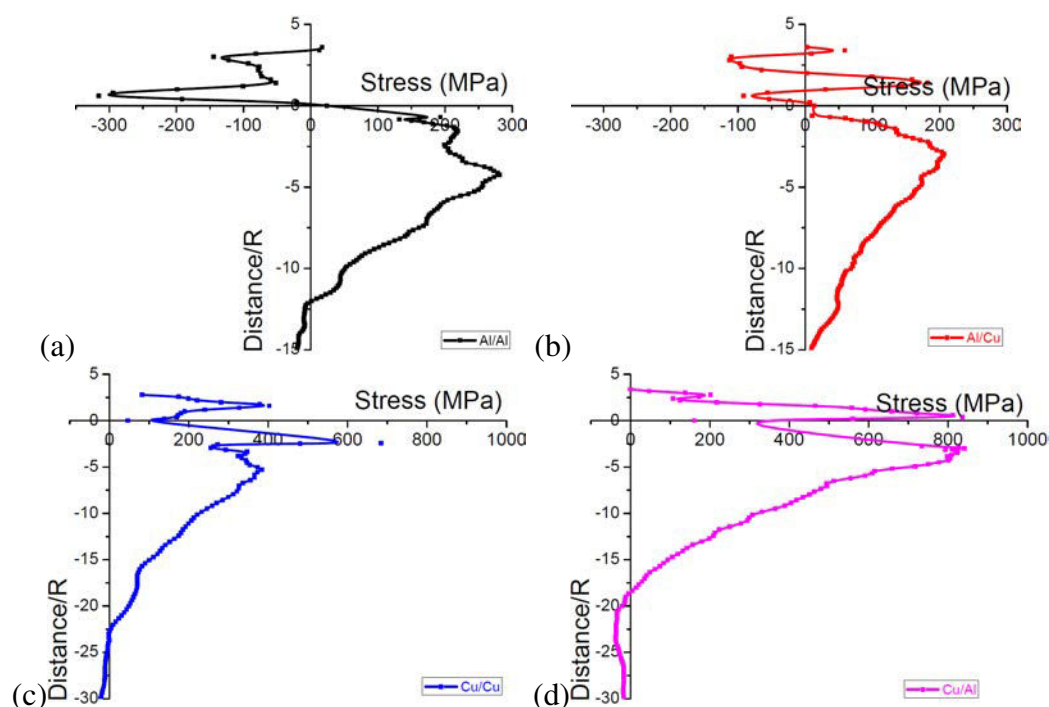 5
Stress (MPa)
-300 -200 -100 0 100 200 300
0
-5
-10
-15
Distance/R
Al/Al
(a)
5
Stress (MPa)
-300 -200 -100 0 100 200 300
0
-5
-10
-15
Distance/R
Al/Cu
(b)
5
Stress (MPa)
0 200 400 600 800 1000
0
-5
-10
-15
-20
-25
-30
Distance/R
Cu/Cu
(c)
5
Stress (MPa)
0 200 400 600 800 1000
0
-5
-10
-15
-20
-25
-30
Distance/R
Cu/Al
(d)